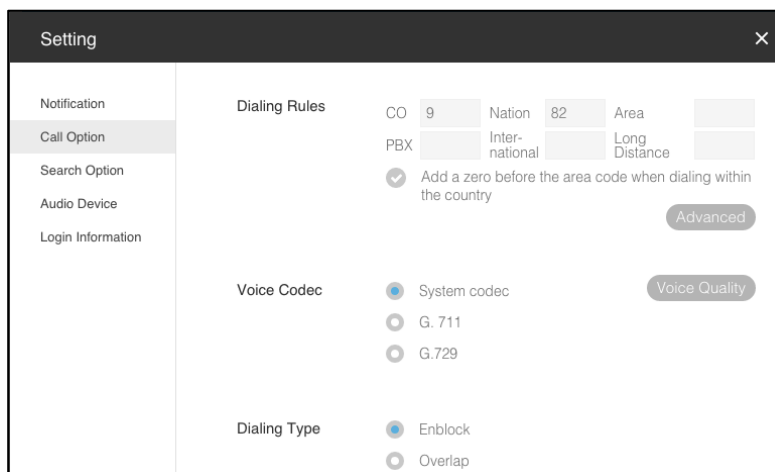 Setting
Notification
Call Option
Search Option
Audio Device
Login Information
Dialing Rules
CO 9 Nation 82 Area
PBX Inter-
national Long
Distance
Add a zero before the area code when dialing within
the country
Advanced
Voice Codec
System codec
Voice Quality
G. 711
G.729
Dialing Type
Enblock
Overlap